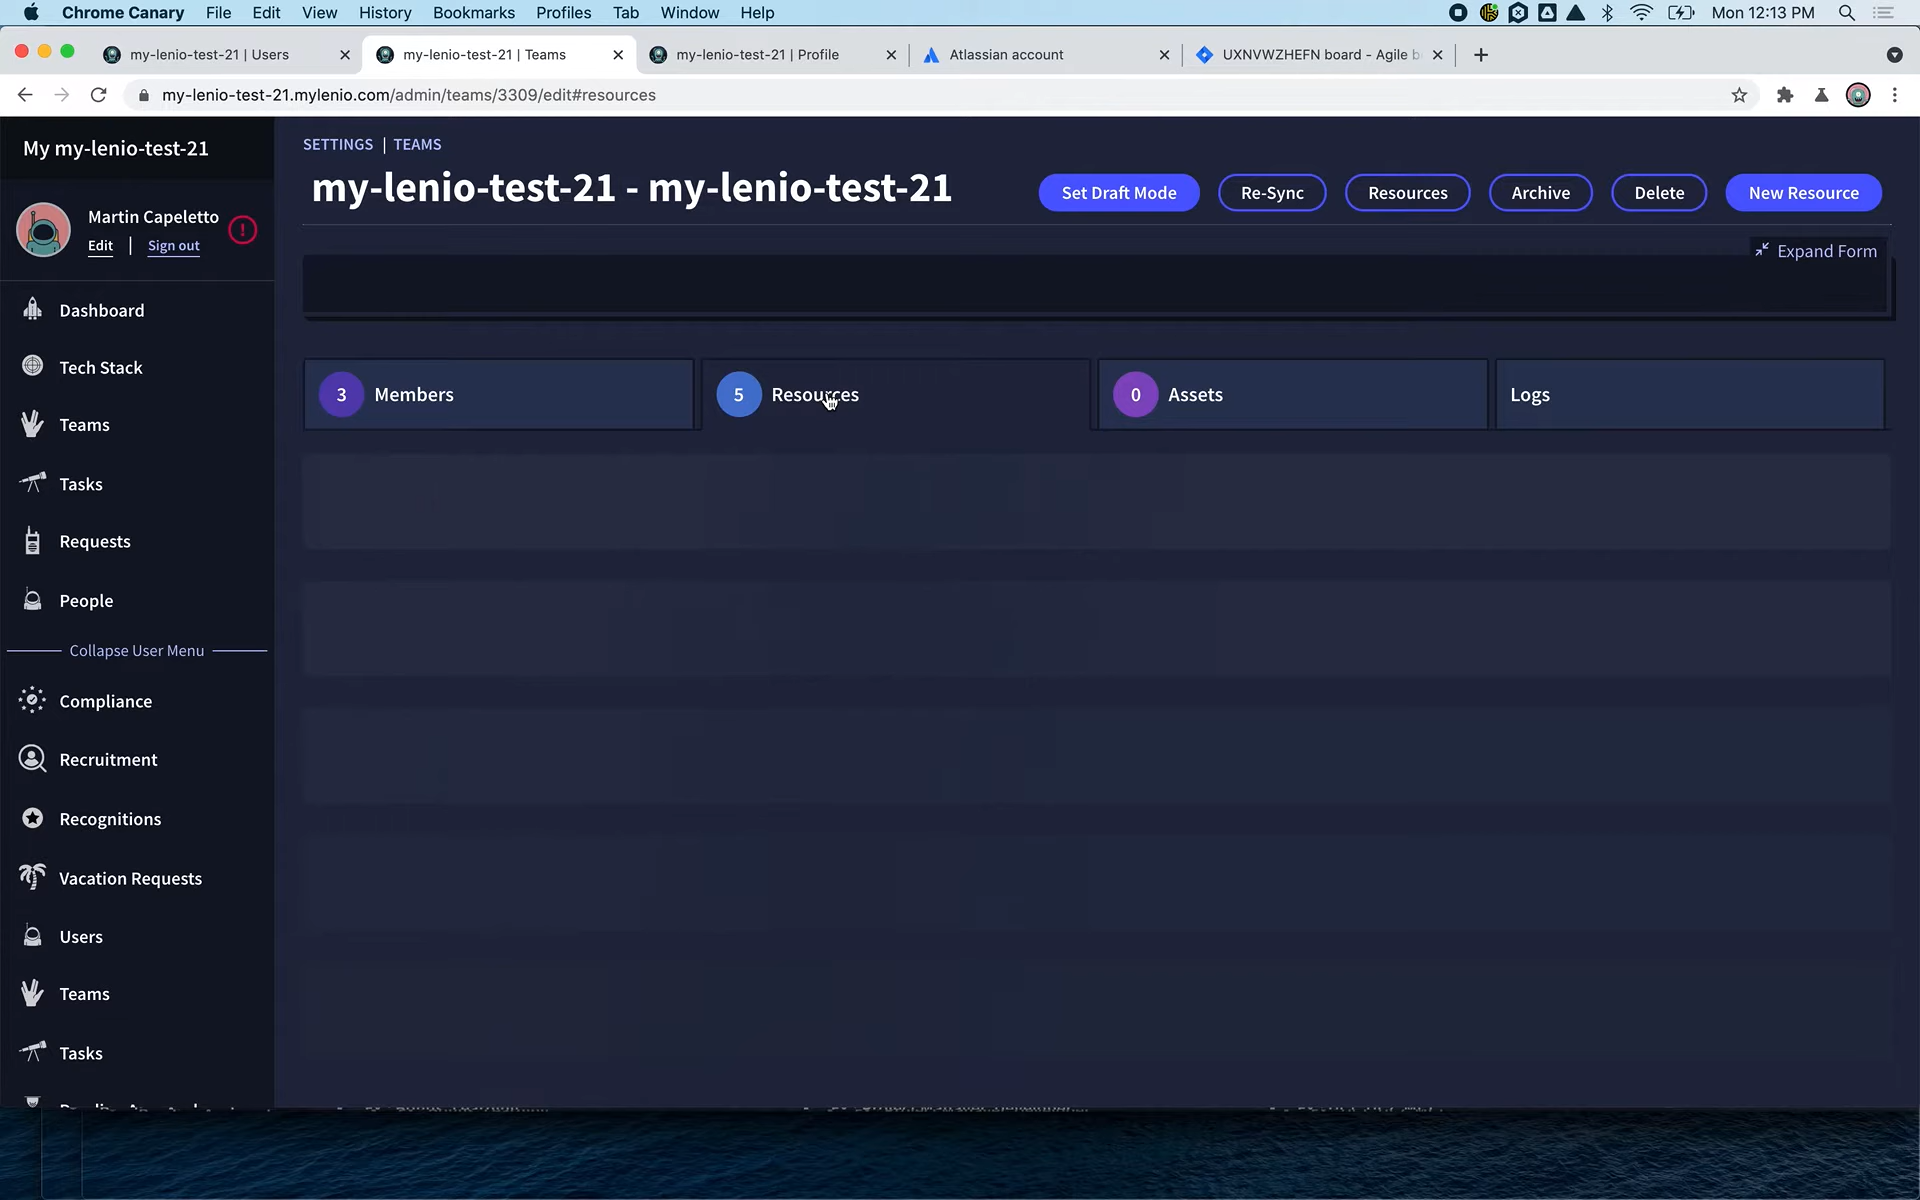 Chrome Canary File Edit View History Bookmarks Profiles Tab Window Help Mon 12:13 PM
my-lenio-test-21 | Users
my-lenio-test-21 | Teams
my-lenio-test-21 | Profile
Atlassian account
UXNVWZHEFN board - Agile b
my-lenio-test-21.mylenio.com/admin/teams/3309/edit#resources
My my-lenio-test-21
Martin Capeletto
Edit | Sign out
Dashboard
Tech Stack
Teams
Tasks
Requests
People
Collapse User Menu
Compliance
Recruitment
Recognitions
Vacation Requests
Users
Teams
Tasks
SETTINGS | TEAMS
my-lenio-test-21 - my-lenio-test-21
Set Draft Mode
Re-Sync
Resources
Archive
Delete
New Resource
Expand Form
3 Members
5 Resources
0 Assets
Logs